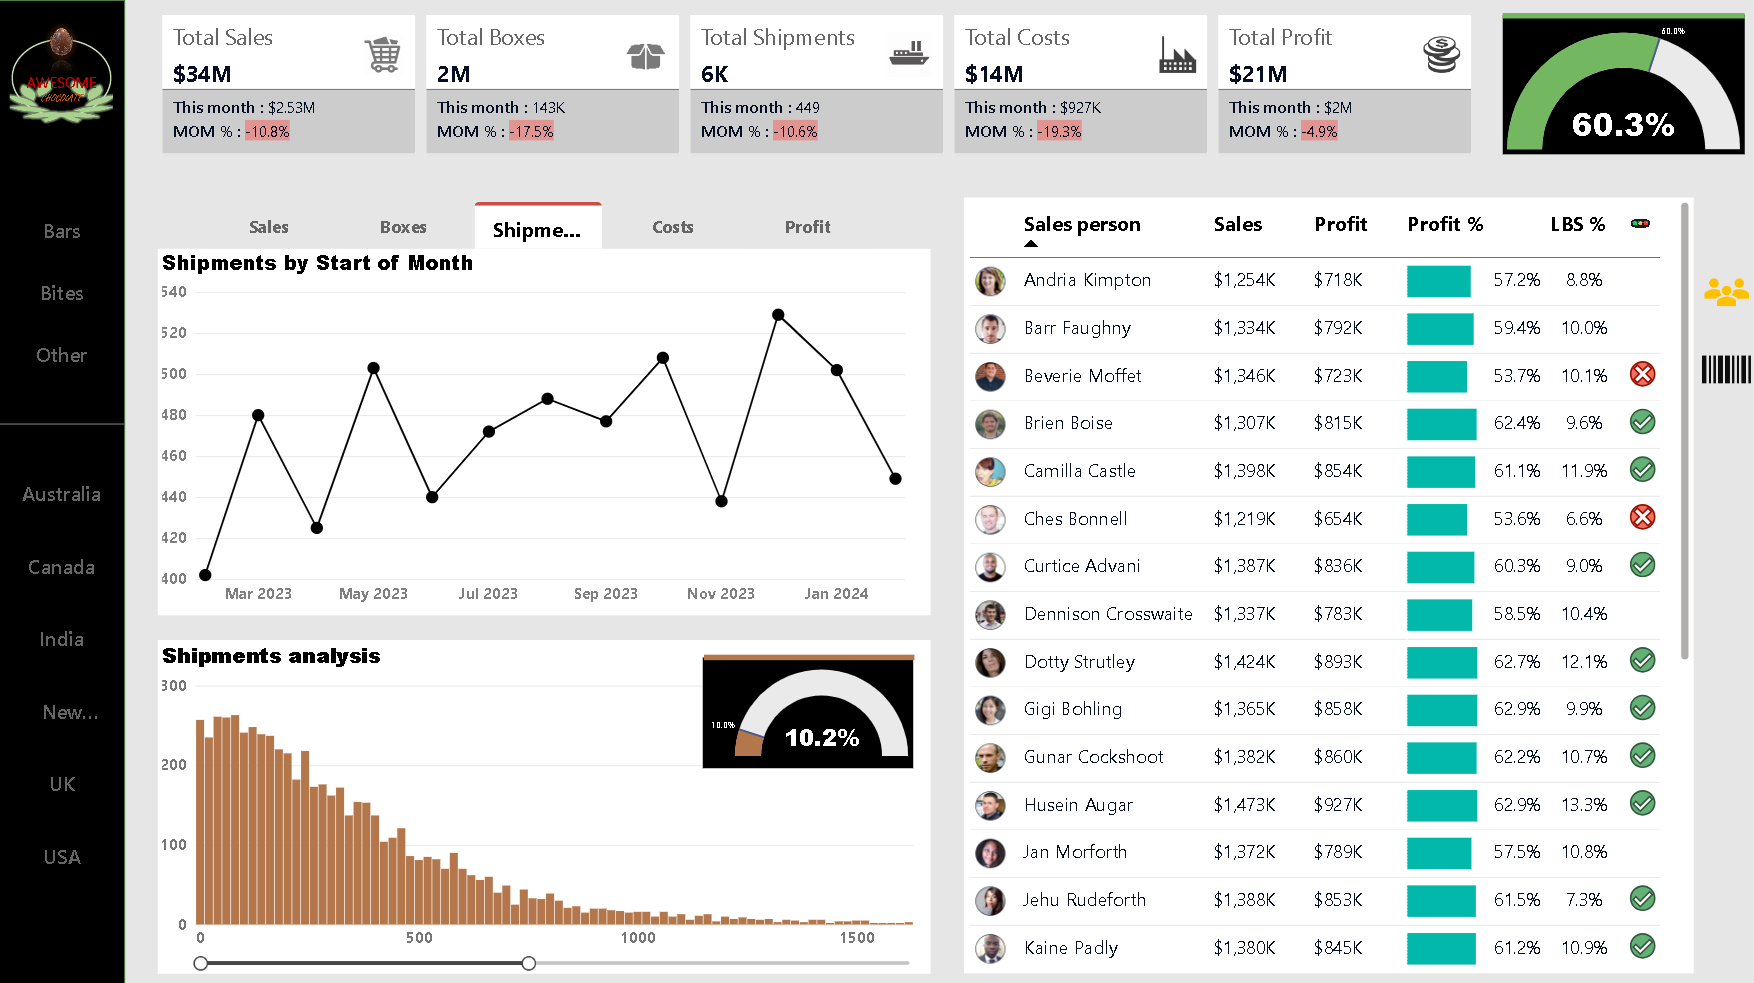 AWESOME
CHOCOLATE
Bars
Bites
Other
Australia
Canada
India
New...
UK
USA
Total Sales
$34M
This month : $2.53M
MOM % : -10.8%
Total Boxes
2M
This month : 143K
MOM % : -17.5%
Total Shipments
6K
This month : 449
MOM % : -10.6%
Total Costs
$14M
This month : $927K
MOM % : -19.3%
Total Profit
$21M
This month : $2M
MOM % : -4.9%
60.0%
60.3%
Sales Boxes Shipme... Costs Profit
Shipments by Start of Month
540
520
500
480
460
440
420
400
Mar 2023 May 2023 Jul 2023 Sep 2023 Nov 2023 Jan 2024
Shipments analysis
300
200
100
0
0 500 1000 1500
10.0%
10.2%
Sales person Sales Profit Profit % LBS %
Andria Kimpton $1,254K $718K 57.2% 8.8%
Barr Faughny $1,334K $792K 59.4% 10.0%
Beverie Moffet $1,346K $723K 53.7% 10.1%
Brien Boise $1,307K $815K 62.4% 9.6%
Camilla Castle $1,398K $854K 61.1% 11.9%
Ches Bonnell $1,219K $654K 53.6% 6.6%
Curtice Advani $1,387K $836K 60.3% 9.0%
Dennison Crosswaite $1,337K $783K 58.5% 10.4%
Dotty Strutley $1,424K $893K 62.7% 12.1%
Gigi Bohling $1,365K $858K 62.9% 9.9%
Gunar Cockshoot $1,382K $860K 62.2% 10.7%
Husein Augar $1,473K $927K 62.9% 13.3%
Jan Morforth $1,372K $789K 57.5% 10.8%
Jehu Rudeforth $1,388K $853K 61.5% 7.3%
Kaine Padly $1,380K $845K 61.2% 10.9%